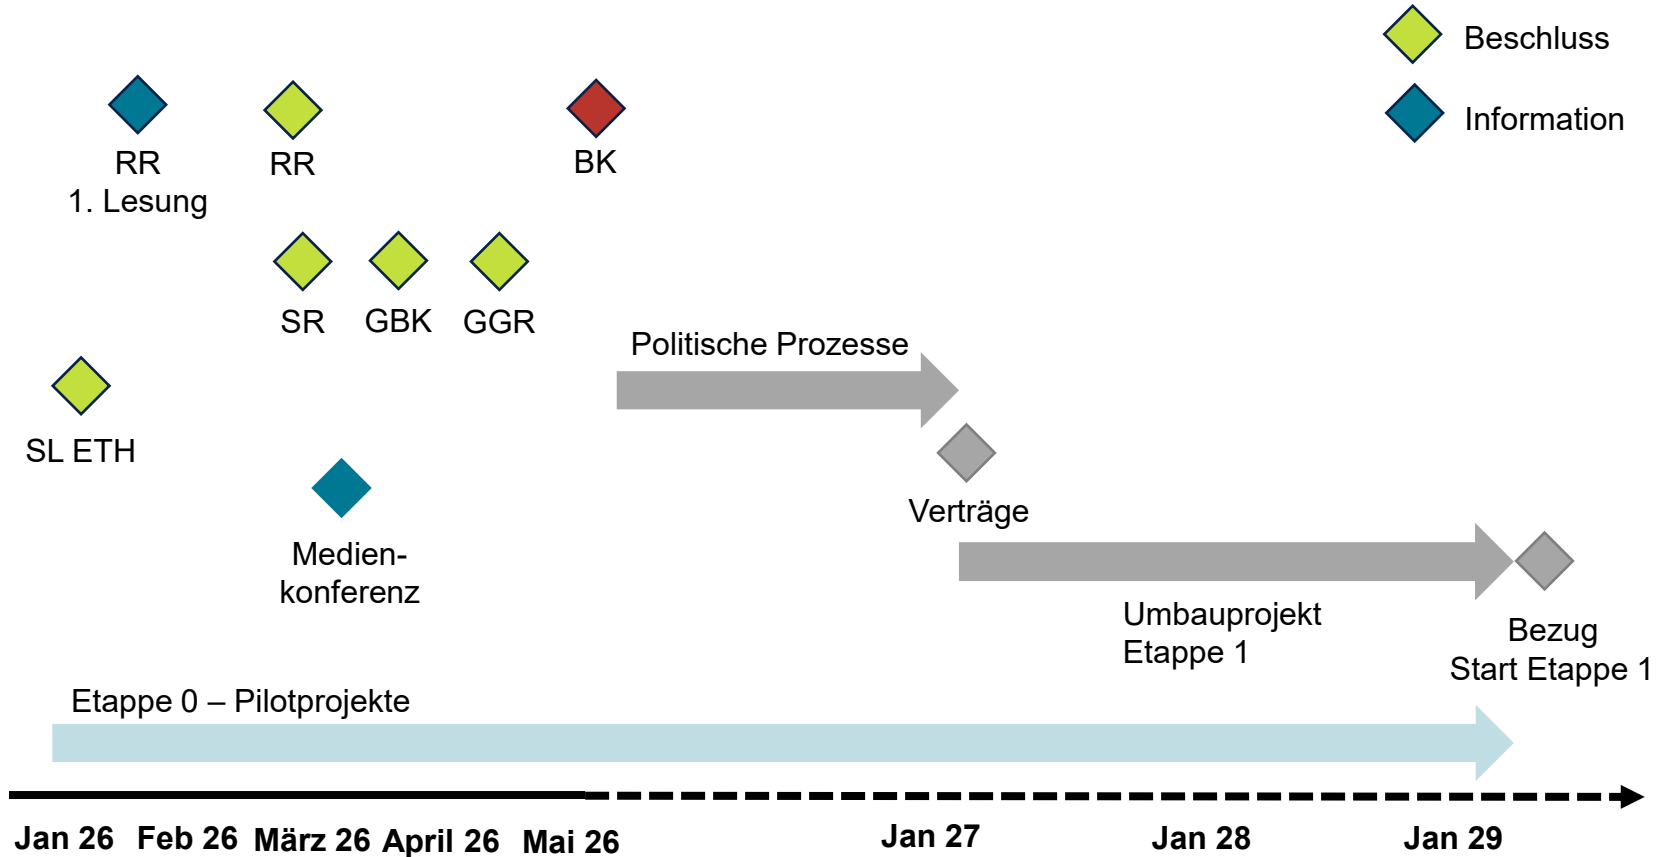 Beschluss
Information
RR
1. Lesung
RR
BK
SR
GBK
GGR
Politische Prozesse
SL ETH
Verträge
Medien-
konferenz
Umbauprojekt
Etappe 1
Bezug
Start Etappe 1
Etappe 0 – Pilotprojekte
Jan 26
Feb 26
März 26
April 26
Mai 26
Jan 27
Jan 28
Jan 29